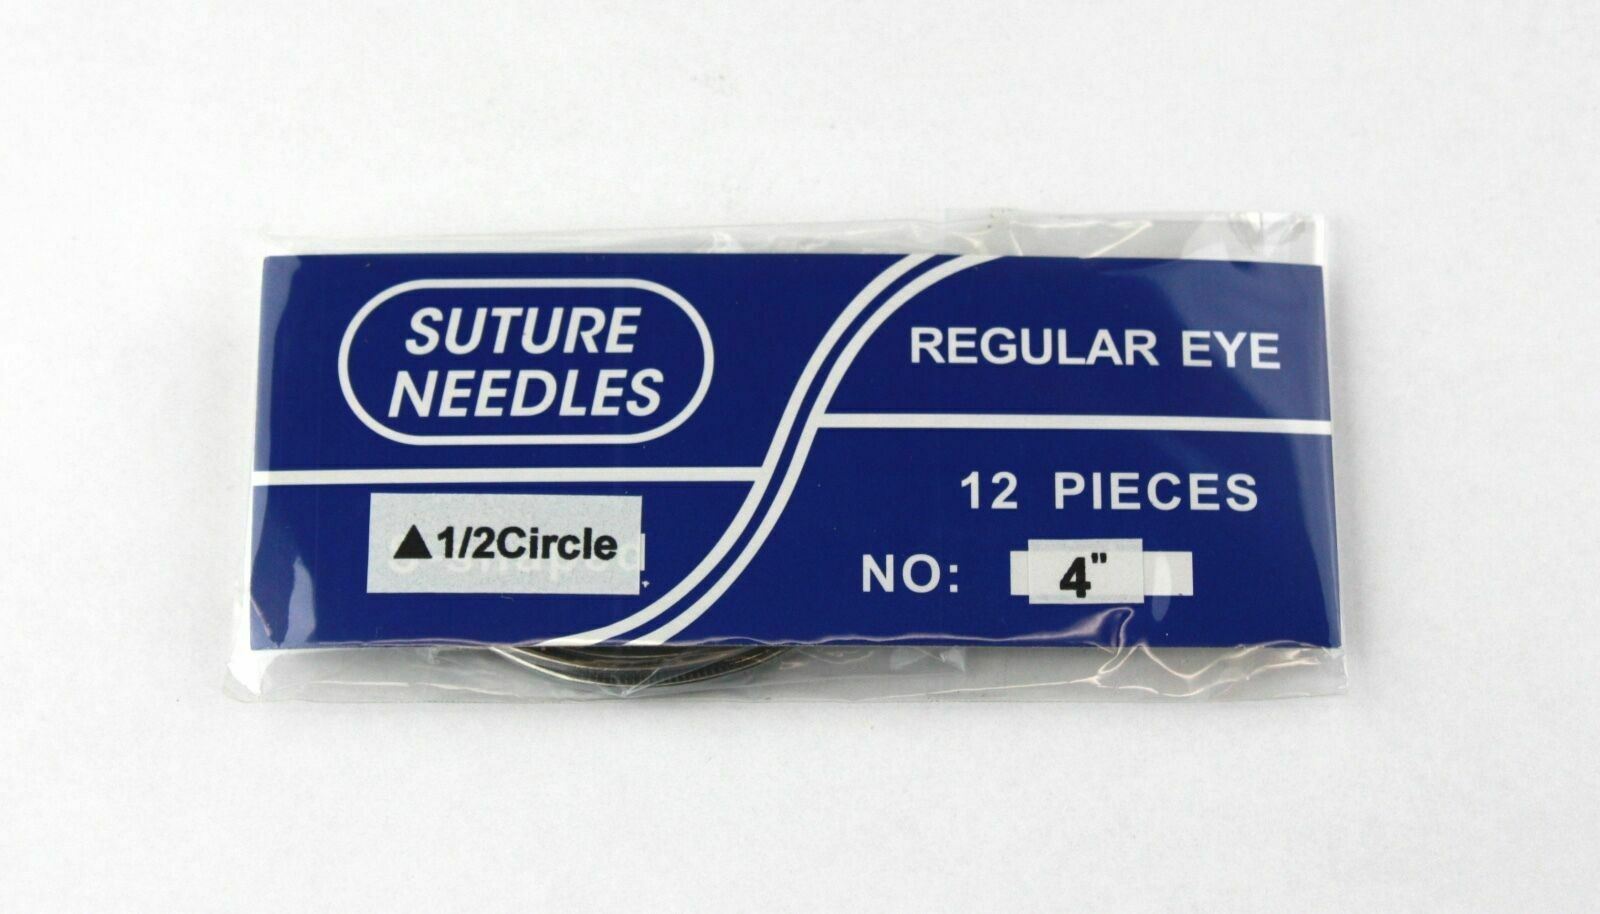 SUTURE
NEEDLES
REGULAR EYE
▲1/2Circle
12 PIECES
NO: 4"